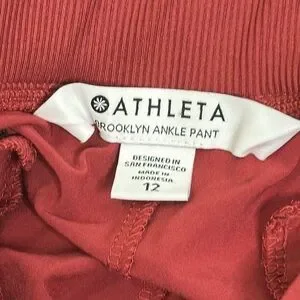 ATHLETA
BROOKLYN ANKLE PANT
DESIGNED IN
SAN FRANCISCO
MADE IN
INDONESIA
12